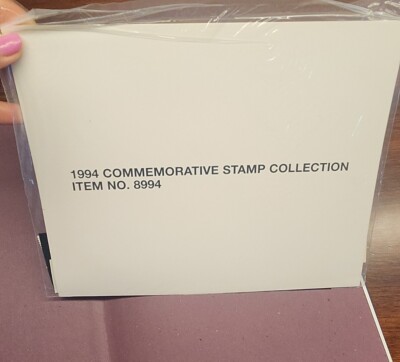 1994 COMMEMORATIVE STAMP COLLECTION
ITEM NO. 8994